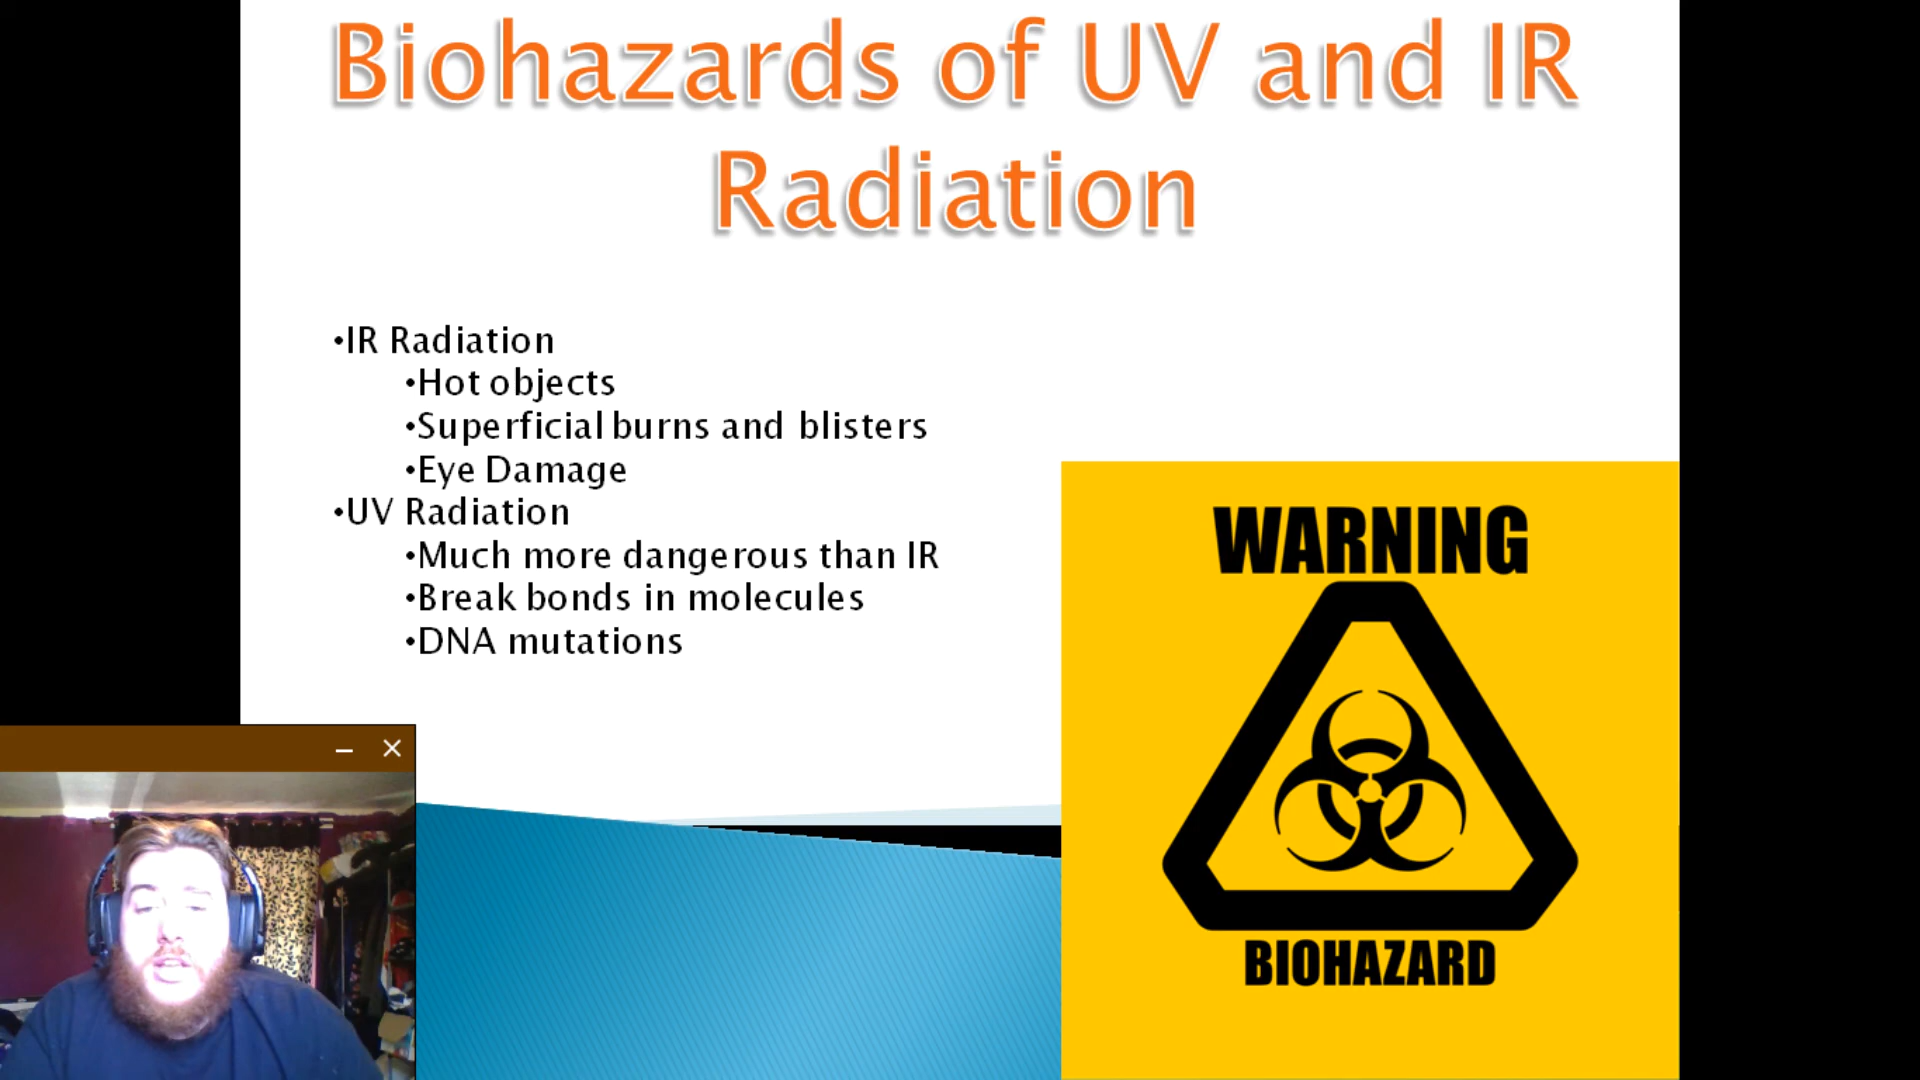 Biohazards of UV and IR
Radiation
•IR Radiation
•Hot objects
•Superficial burns and blisters
•Eye Damage
•UV Radiation
•Much more dangerous than IR
•Break bonds in molecules
•DNA mutations
WARNING
BIOHAZARD